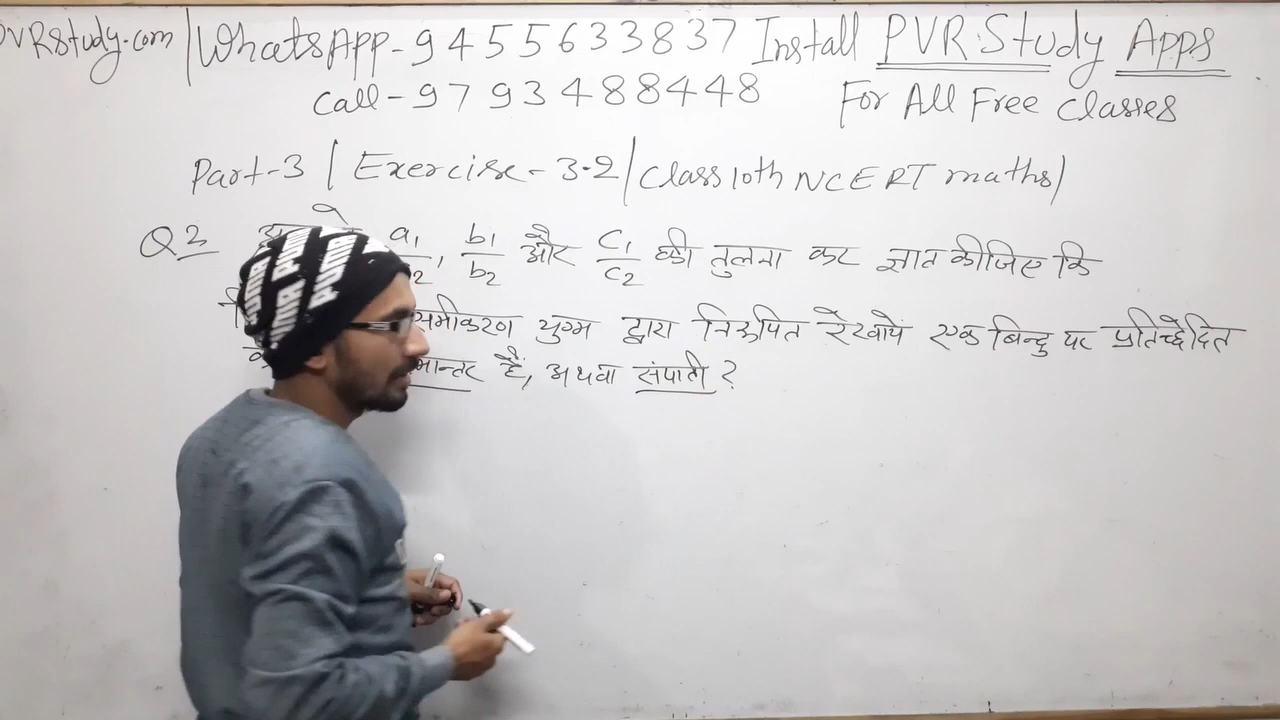 PVRStudy.com | WhatsApp-9455633837 Install PVR Study Apps
Call-9793488448 For All Free Classes
Part-3 | Exercise-3.2 | Class 10th NCERT maths |
Q2 a1, b1/b2 और c1/c2 की तुलना कर ज्ञात कीजिए कि
समीकरण युग्म द्वारा निरूपित रेखायें एक बिन्दु पर प्रतिच्छेदित
है, अथवा संपाती ?
PUMA PUMA